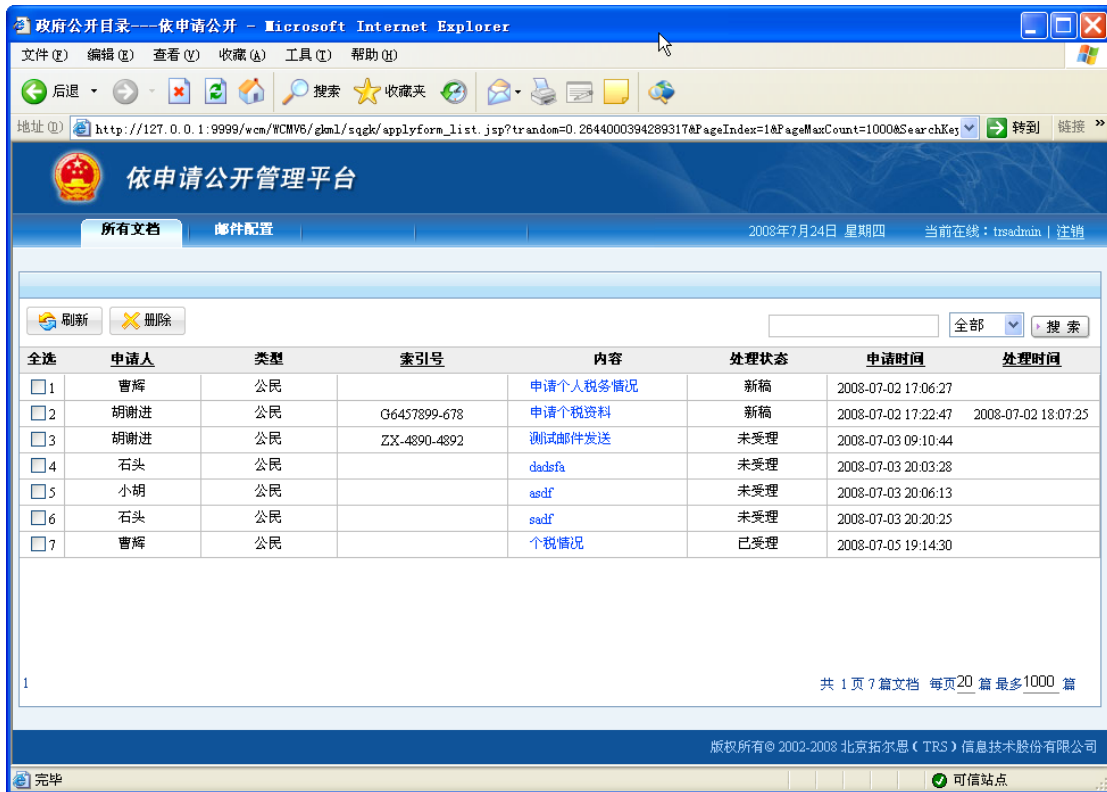 政府公开目录---依申请公开 - Microsoft Internet Explorer
文件(F) 编辑(E) 查看(V) 收藏(A) 工具(T) 帮助(H)
后退 搜索 收藏夹
地址(D) http://127.0.0.1:9999/wcm/WCMV6/gkml/sqgk/applyform_list.jsp?trandom=0.2644000394289317&PageIndex=1&PageMaxCount=1000&SearchKey 转到 链接 »
依申请公开管理平台
所有文档 邮件配置 2008年7月24日 星期四 当前在线：trsadmin | 注销
刷新 删除 全部 搜 索
全选 申请人 类型 索引号 内容 处理状态 申请时间 处理时间
1 曹辉 公民 申请个人税务情况 新稿 2008-07-02 17:06:27
2 胡谢进 公民 G6457899-678 申请个税资料 新稿 2008-07-02 17:22:47 2008-07-02 18:07:25
3 胡谢进 公民 ZX-4890-4892 测试邮件发送 未受理 2008-07-03 09:10:44
4 石头 公民 dadsfa 未受理 2008-07-03 20:03:28
5 小胡 公民 asdf 未受理 2008-07-03 20:06:13
6 石头 公民 sadf 未受理 2008-07-03 20:20:25
7 曹辉 公民 个税情况 已受理 2008-07-05 19:14:30
1 共 1 页 7 篇文档 每页20 篇 最多1000 篇
版权所有© 2002-2008 北京拓尔思（TRS）信息技术股份有限公司
完毕 可信站点